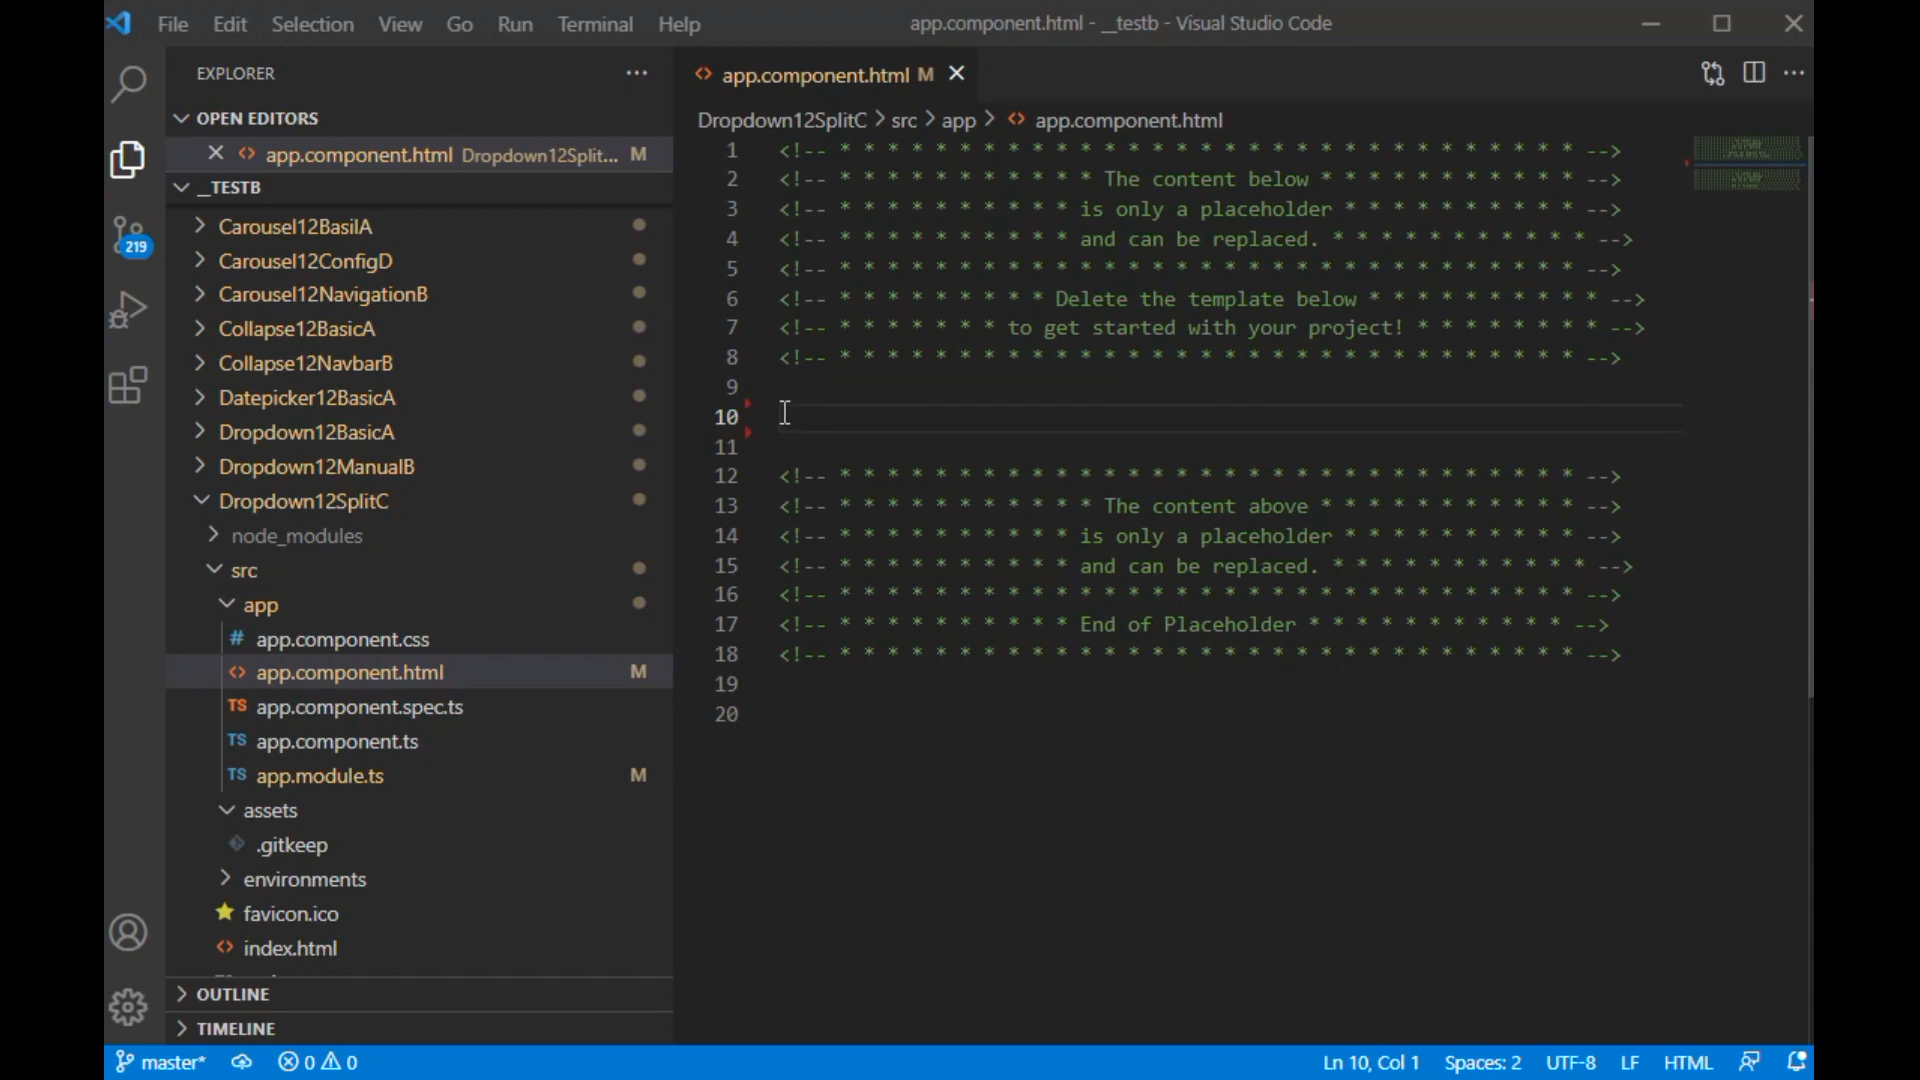 File Edit Selection View Go Run Terminal Help app.component.html - __testb - Visual Studio Code
EXPLORER
OPEN EDITORS
app.component.html Dropdown12Split... M
__TESTB
Carousel12BasilA
Carousel12ConfigD
Carousel12NavigationB
Collapse12BasicA
Collapse12NavbarB
Datepicker12BasicA
Dropdown12BasicA
Dropdown12ManualB
Dropdown12SplitC
node_modules
src
app
# app.component.css
<> app.component.html M
TS app.component.spec.ts
TS app.component.ts
TS app.module.ts M
assets
.gitkeep
environments
favicon.ico
<> index.html
OUTLINE
TIMELINE
219
app.component.html M
Dropdown12SplitC > src > app > <> app.component.html
1 <!-- * * * * * * * * * * * * * * * * * * * * * * * * * * * * * * * -->
2 <!-- * * * * * * * * * * * The content below * * * * * * * * * * * -->
3 <!-- * * * * * * * * * * is only a placeholder * * * * * * * * * * -->
4 <!-- * * * * * * * * * * and can be replaced. * * * * * * * * * * * -->
5 <!-- * * * * * * * * * * * * * * * * * * * * * * * * * * * * * * * -->
6 <!-- * * * * * * * * * Delete the template below * * * * * * * * * * -->
7 <!-- * * * * * * * to get started with your project! * * * * * * * * -->
8 <!-- * * * * * * * * * * * * * * * * * * * * * * * * * * * * * * * -->
9
10
11
12 <!-- * * * * * * * * * * * * * * * * * * * * * * * * * * * * * * * -->
13 <!-- * * * * * * * * * * * The content above * * * * * * * * * * * -->
14 <!-- * * * * * * * * * * is only a placeholder * * * * * * * * * * -->
15 <!-- * * * * * * * * * * and can be replaced. * * * * * * * * * * * -->
16 <!-- * * * * * * * * * * * * * * * * * * * * * * * * * * * * * * * -->
17 <!-- * * * * * * * * * * End of Placeholder * * * * * * * * * * * -->
18 <!-- * * * * * * * * * * * * * * * * * * * * * * * * * * * * * * * -->
19
20
master* 0 0 Ln 10, Col 1 Spaces: 2 UTF-8 LF HTML